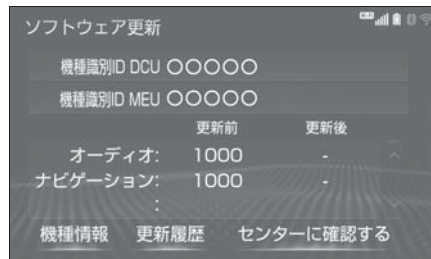 ソフトウェア更新
機種識別ID DCU 〇〇〇〇〇
機種識別ID MEU 〇〇〇〇〇
更新前 更新後
オーディオ: 1000 -
ナビゲーション: 1000 -
:
機種情報 更新履歴 センターに確認する